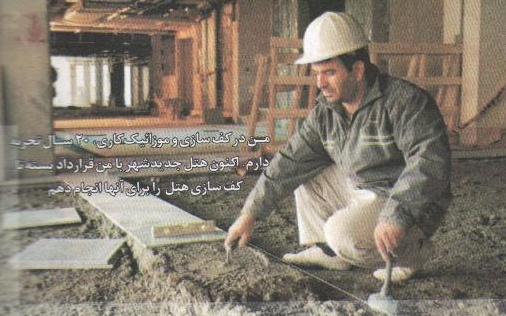 من در کف سازی و موزائیک‌کاری، ۲۰ سال تجربه
دارم. اکنون هتل جدید شهر با من قرارداد بسته تا
کف سازی هتل را برای آنها انجام دهم